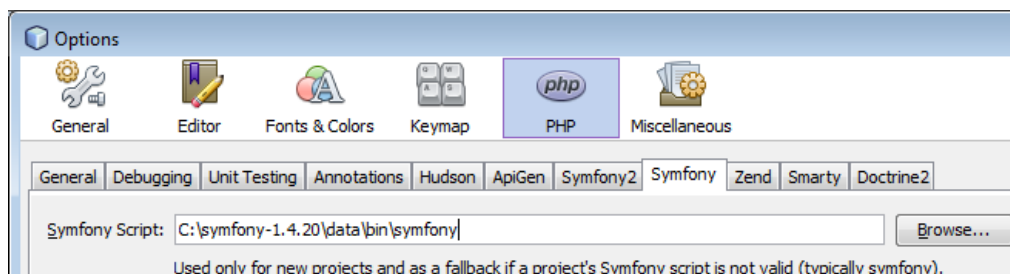 Options
php
General Editor Fonts & Colors Keymap PHP Miscellaneous
General Debugging Unit Testing Annotations Hudson ApiGen Symfony2 Symfony Zend Smarty Doctrine2
Symfony Script: C:\symfony-1.4.20\data\bin\symfony Browse...
Used only for new projects and as a fallback if a project's Symfony script is not valid (typically symfony).